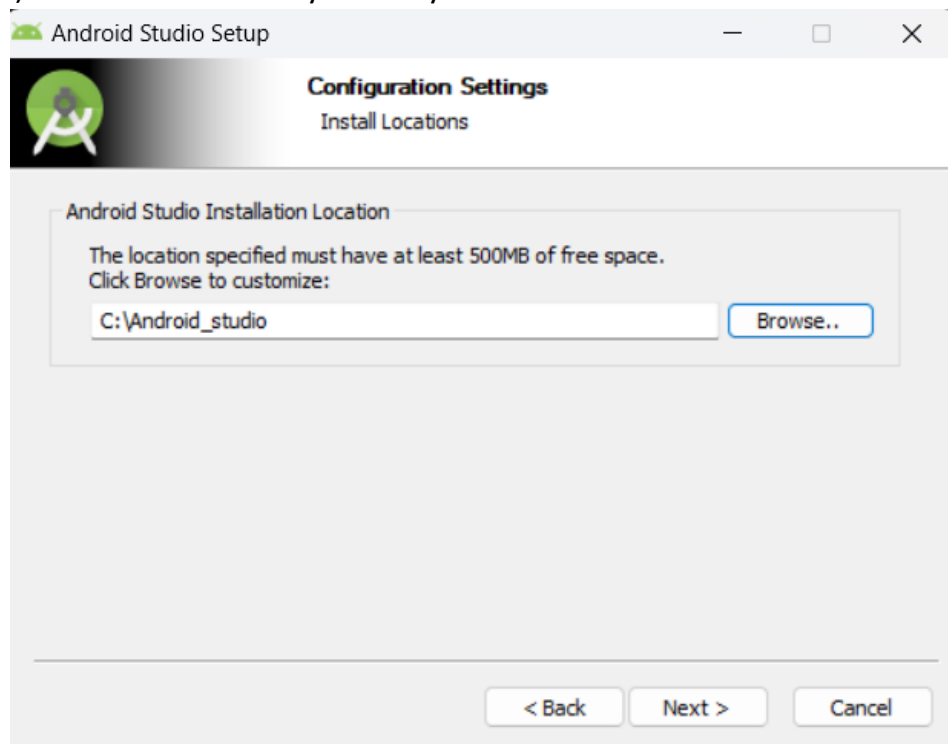 Android Studio Setup
Configuration Settings
Install Locations
Android Studio Installation Location
The location specified must have at least 500MB of free space.
Click Browse to customize:
C:\Android_studio
Browse..
< Back
Next >
Cancel